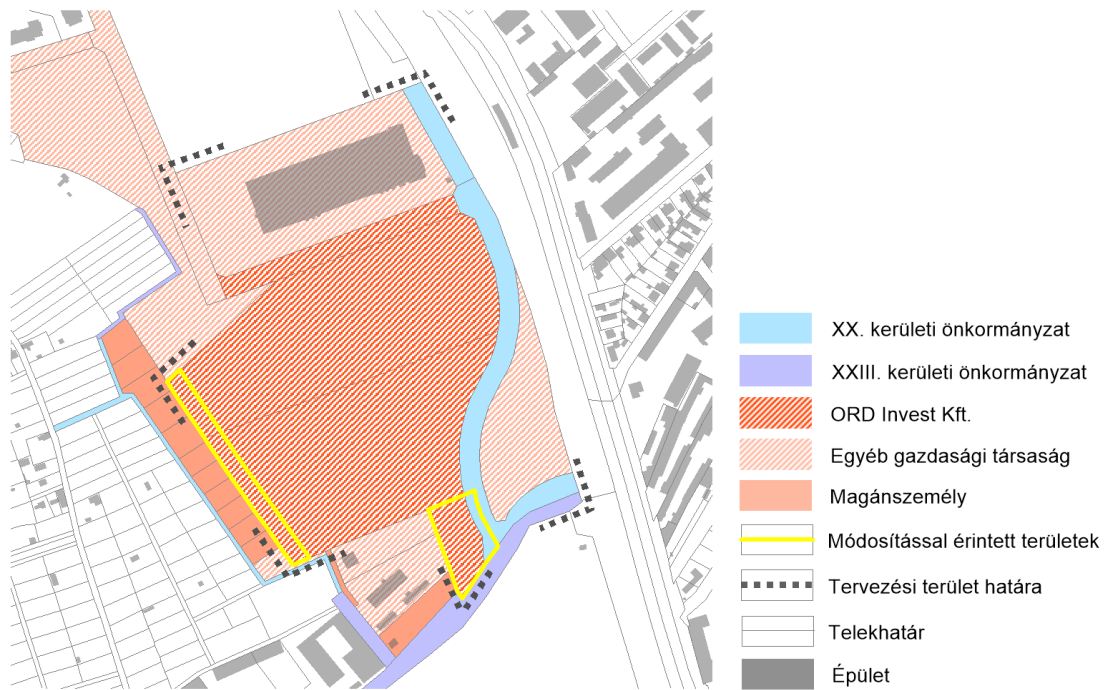 XX. kerületi önkormányzat
XXIII. kerületi önkormányzat
ORD Invest Kft.
Egyéb gazdasági társaság
Magánszemély
Módosítással érintett területek
Tervezési terület határa
Telekhatár
Épület